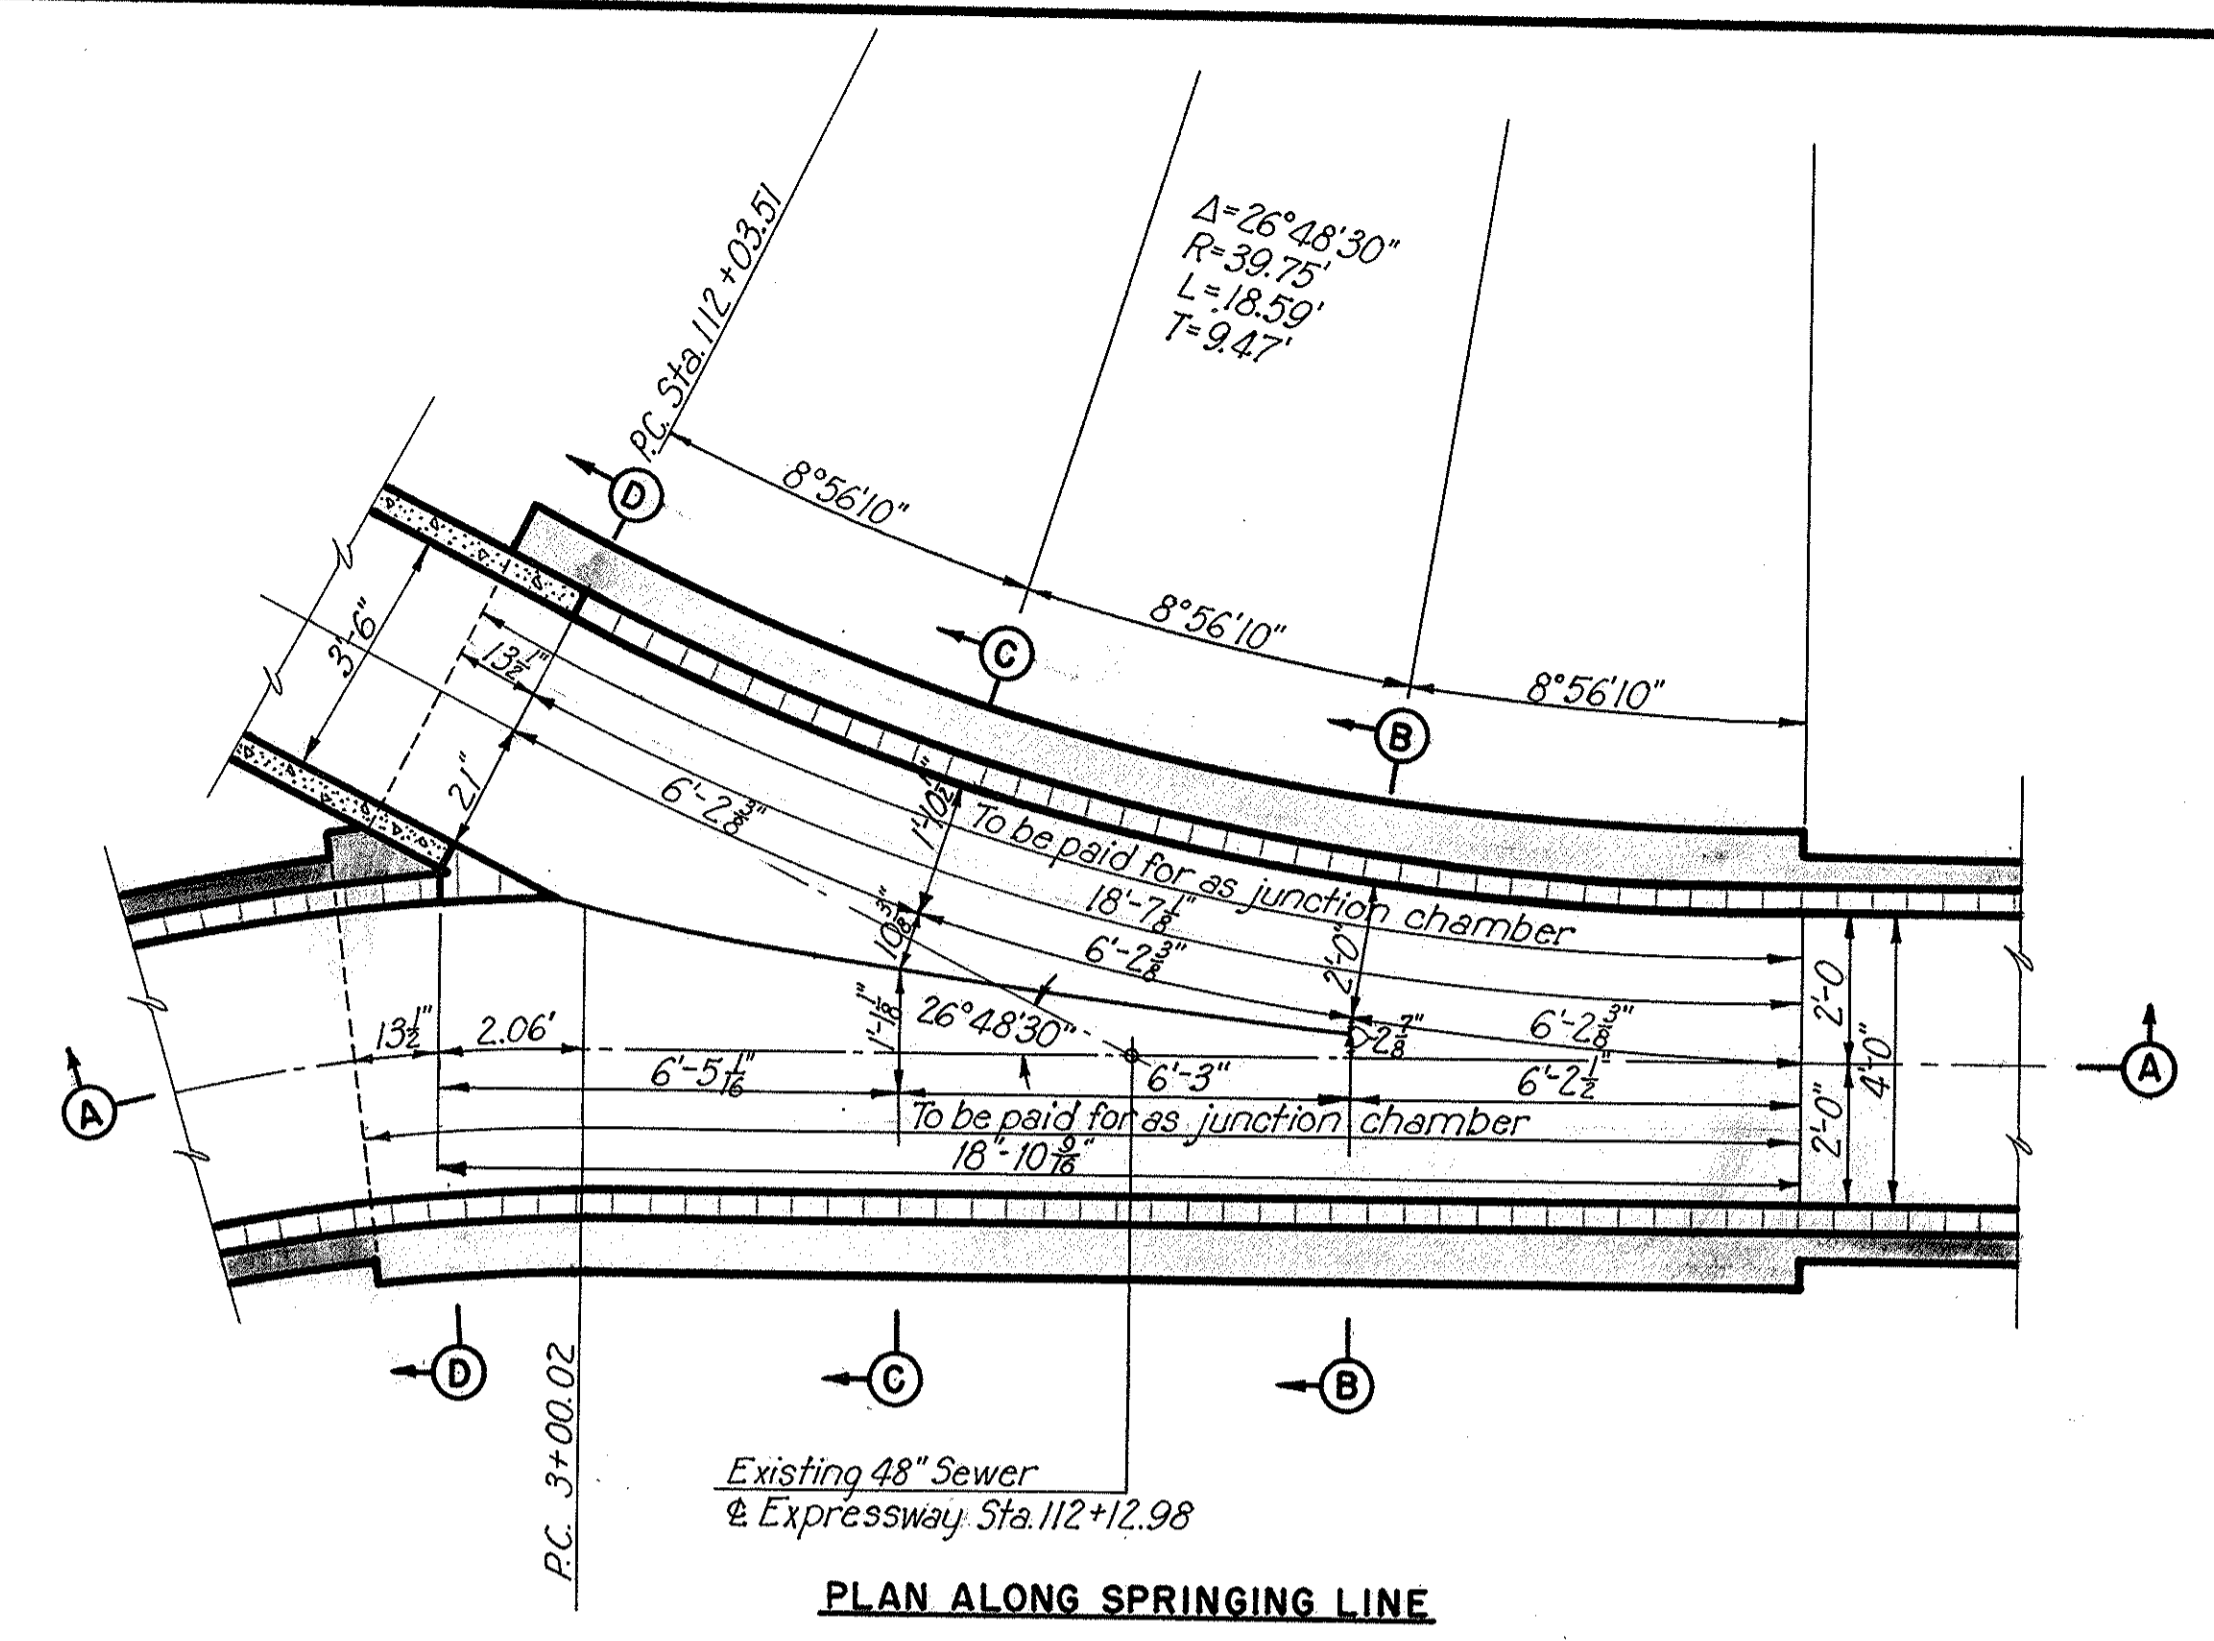 P.C. Sta. 112+03.51
Δ=26°48'30"
R=39.75'
L=18.59'
T=9.47'
8°56'10"
8°56'10"
8°56'10"
D
C
B
3'-6"
13½"
21"
6'-2⅜"
1'-10½"
To be paid for as junction chamber
18'-7⅛"
10⅜"
6'-2⅜"
2'-0"
6'-2⅜"
2'-0
4'-0"
2'-0"
13½"
2.06'
1'-1⅛"
26°48'30"
6'-5 1/16"
6'-3"
6'-2½"
To be paid for as junction chamber
18"-10 9/16"
A
A
D
C
B
P.C. 3+00.02
Existing 48" Sewer
℄ Expressway Sta. 112+12.98
PLAN ALONG SPRINGING LINE